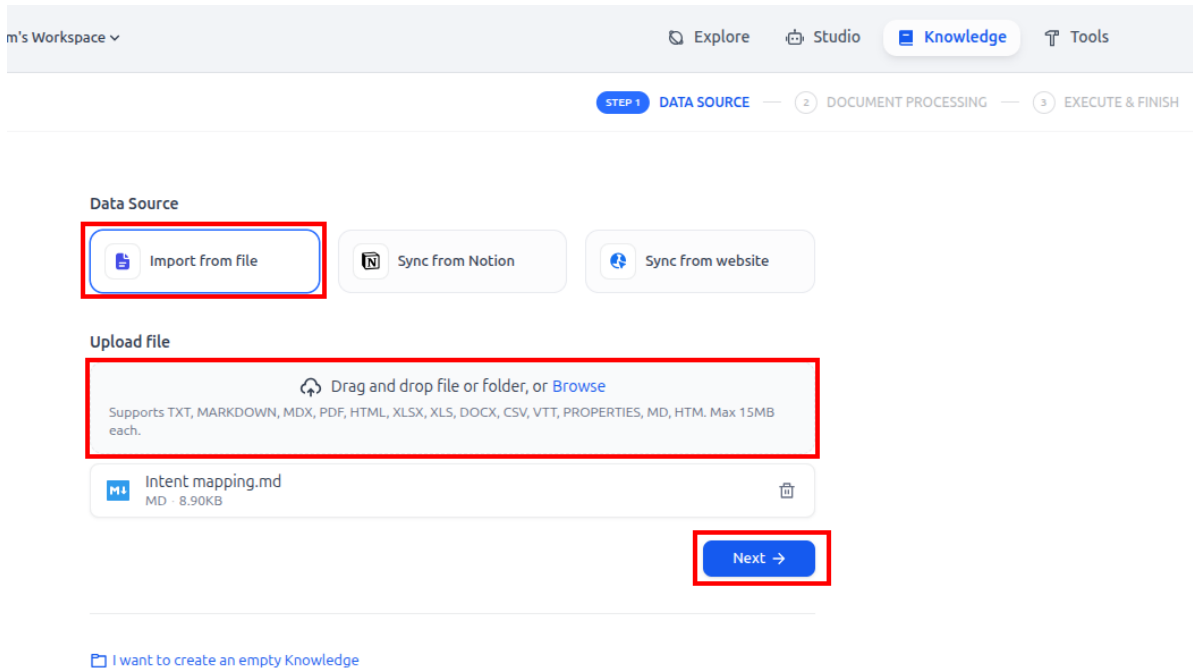 m's Workspace
Explore
Studio
Knowledge
Tools
STEP 1
DATA SOURCE
2
DOCUMENT PROCESSING
3
EXECUTE & FINISH
Data Source
Import from file
Sync from Notion
Sync from website
Upload file
Drag and drop file or folder, or Browse
Supports TXT, MARKDOWN, MDX, PDF, HTML, XLSX, XLS, DOCX, CSV, VTT, PROPERTIES, MD, HTM. Max 15MB
each.
Intent mapping.md
MD · 8.90KB
Next →
I want to create an empty Knowledge